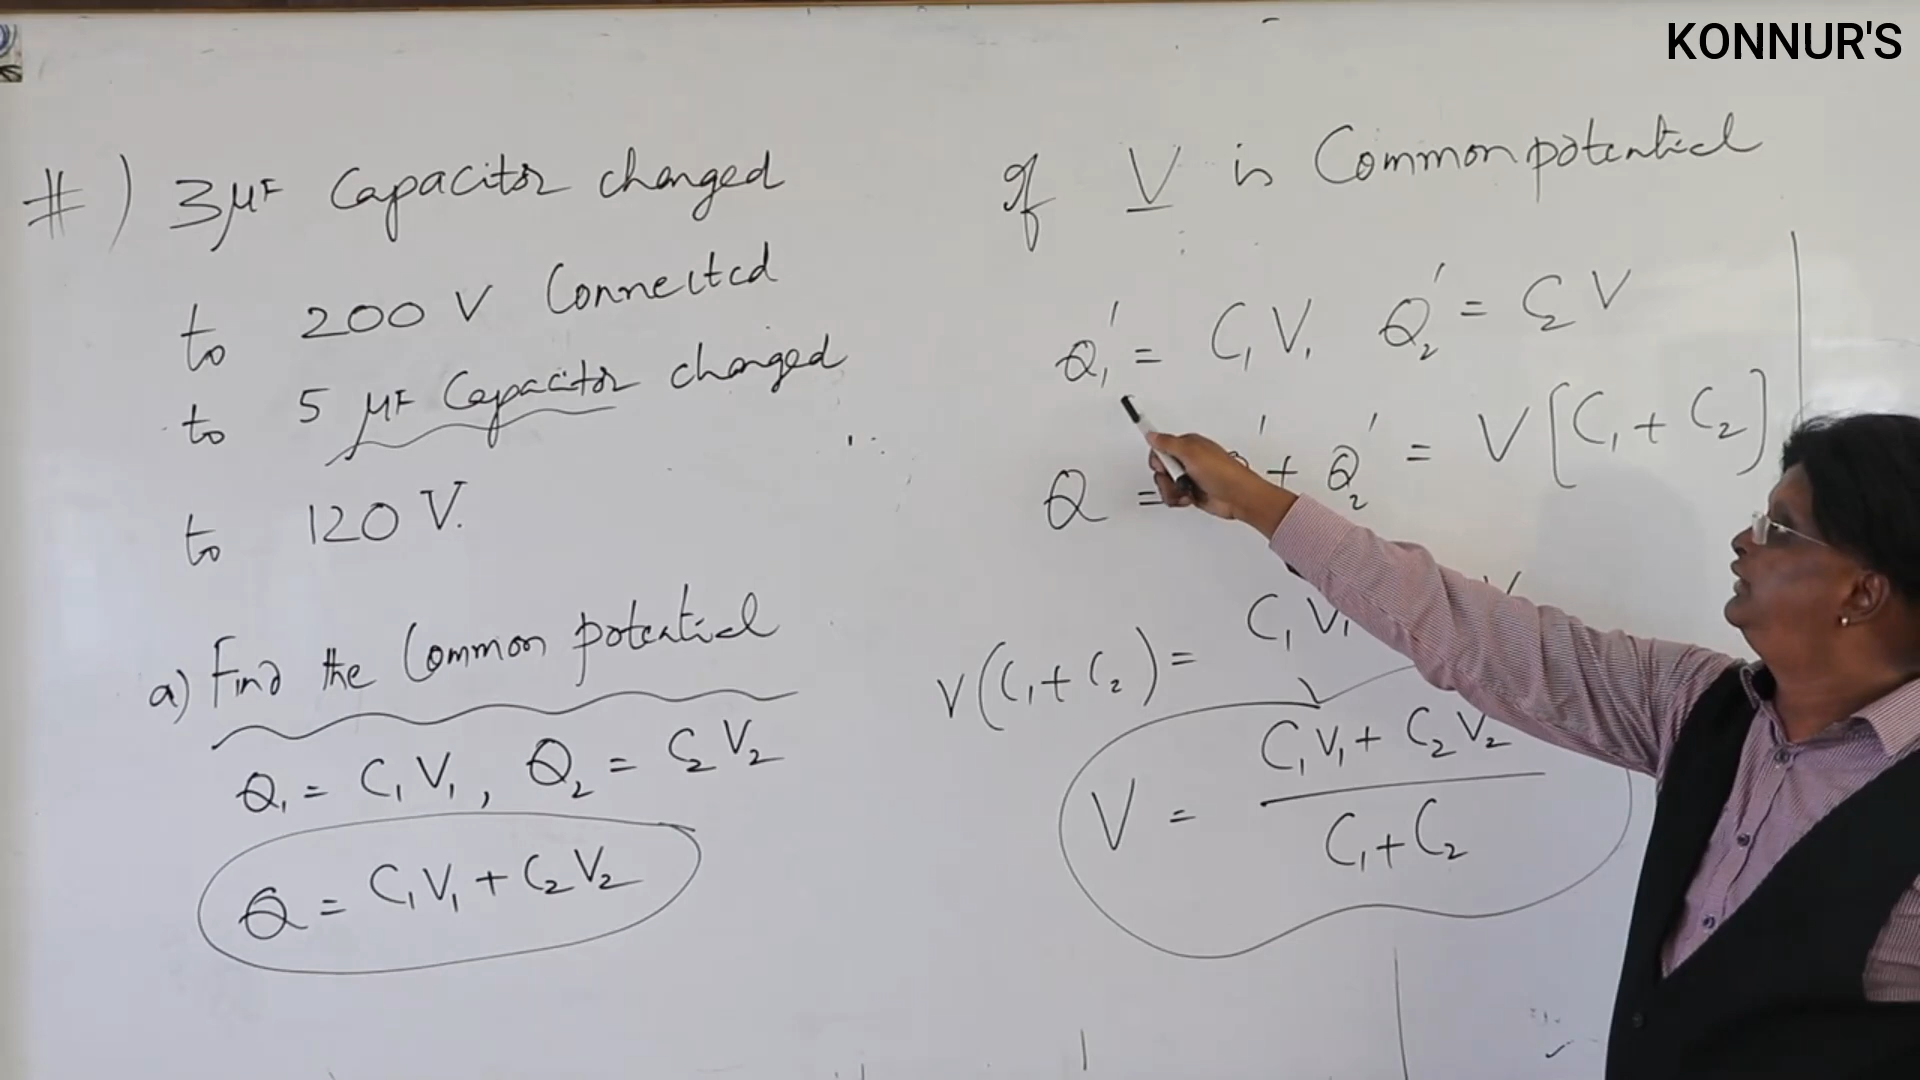 KONNUR'S
#) 3μF Capacitor charged
to 200 V Connected
to 5 μF Capacitor charged
to 120 V.
a) Find the Common potential
Q₁ = C₁V₁, Q₂ = C₂V₂
Q = C₁V₁ + C₂V₂
If V is Common potential
Q₁' = C₁V, Q₂' = C₂V
Q = + Q₂' = V[C₁ + C₂]
V(C₁+C₂) = C₁V₁
V = C₁V₁ + C₂V₂ / C₁+C₂